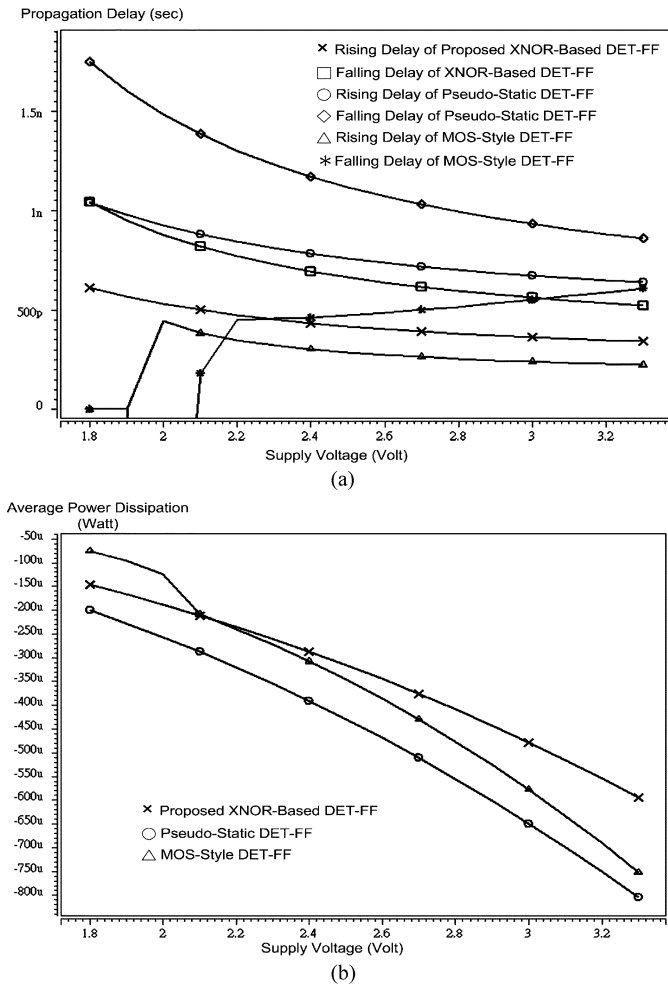 Propagation Delay (sec)
Rising Delay of Proposed XNOR-Based DET-FF
Falling Delay of XNOR-Based DET-FF
Rising Delay of Pseudo-Static DET-FF
Falling Delay of Pseudo-Static DET-FF
Rising Delay of MOS-Style DET-FF
Falling Delay of MOS-Style DET-FF
1.5n
1n
500p
0
1.8 2 2.2 2.4 2.6 2.8 3 3.2
Supply Voltage (Volt)
(a)
Average Power Dissipation
(Watt)
-50u
-100u
-150u
-200u
-250u
-300u
-350u
-400u
-450u
-500u
-550u
-600u
-650u
-700u
-750u
-800u
Proposed XNOR-Based DET-FF
Pseudo-Static DET-FF
MOS-Style DET-FF
1.8 2 2.2 2.4 2.6 2.8 3 3.2
Supply Voltage (Volt)
(b)